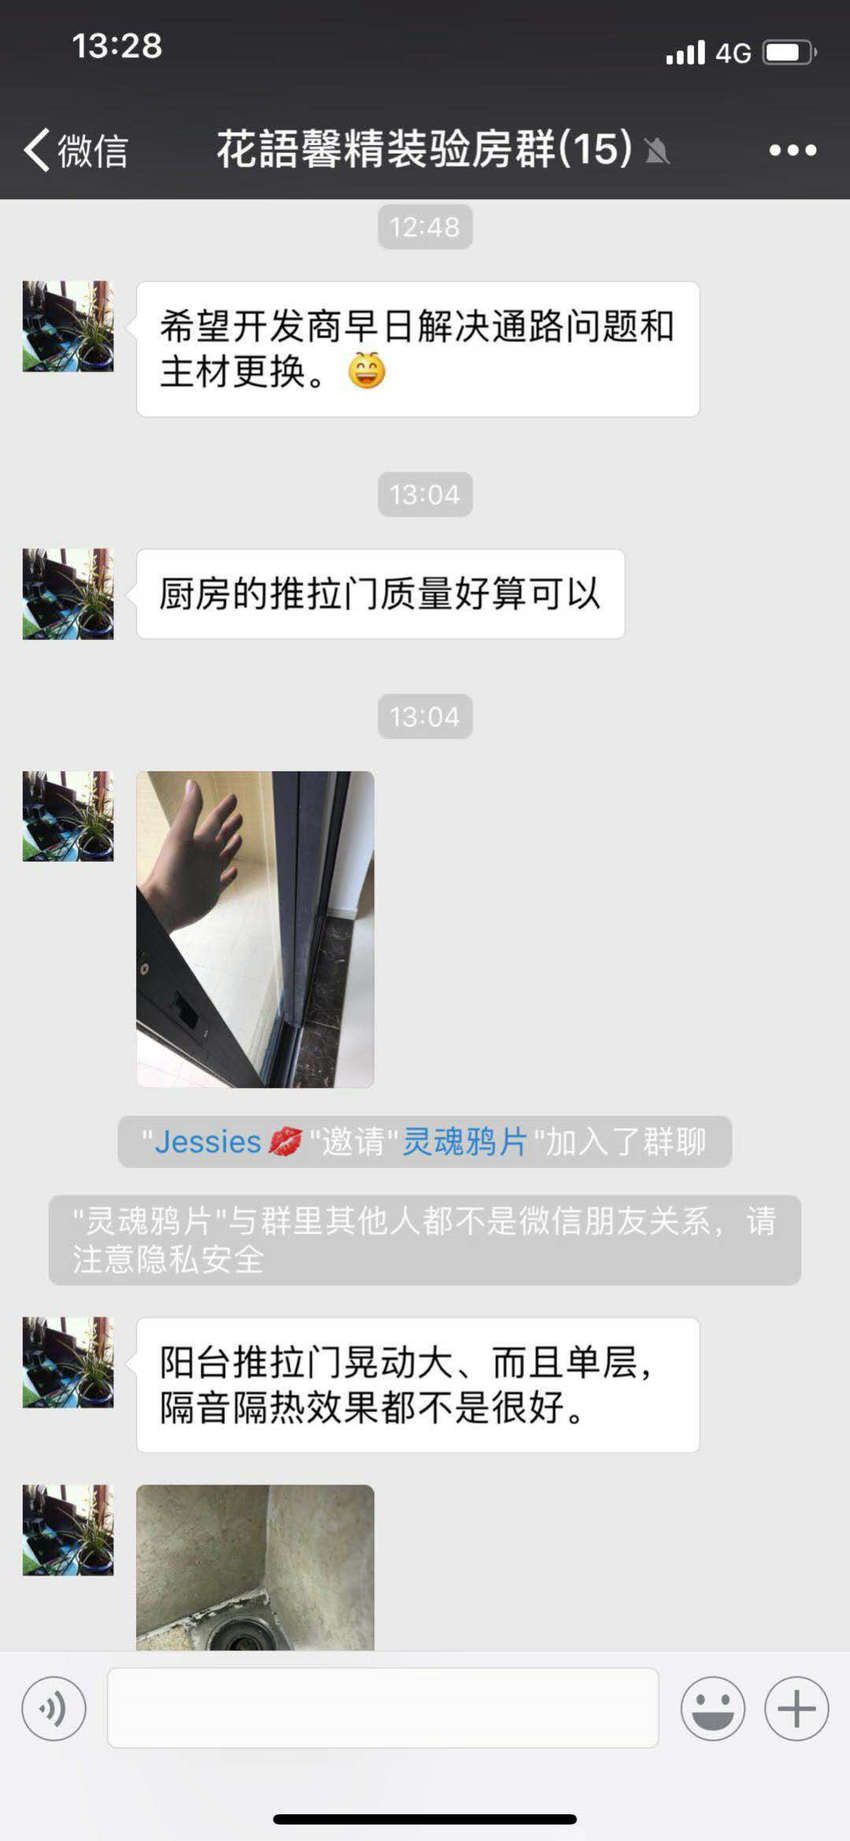 13:28
4G
微信
花語馨精装验房群(15)
12:48
希望开发商早日解决通路问题和
主材更换。😄
13:04
厨房的推拉门质量好算可以
13:04
"Jessies💋"邀请"灵魂鸦片"加入了群聊
"灵魂鸦片"与群里其他人都不是微信朋友关系，请
注意隐私安全
阳台推拉门晃动大、而且单层，
隔音隔热效果都不是很好。